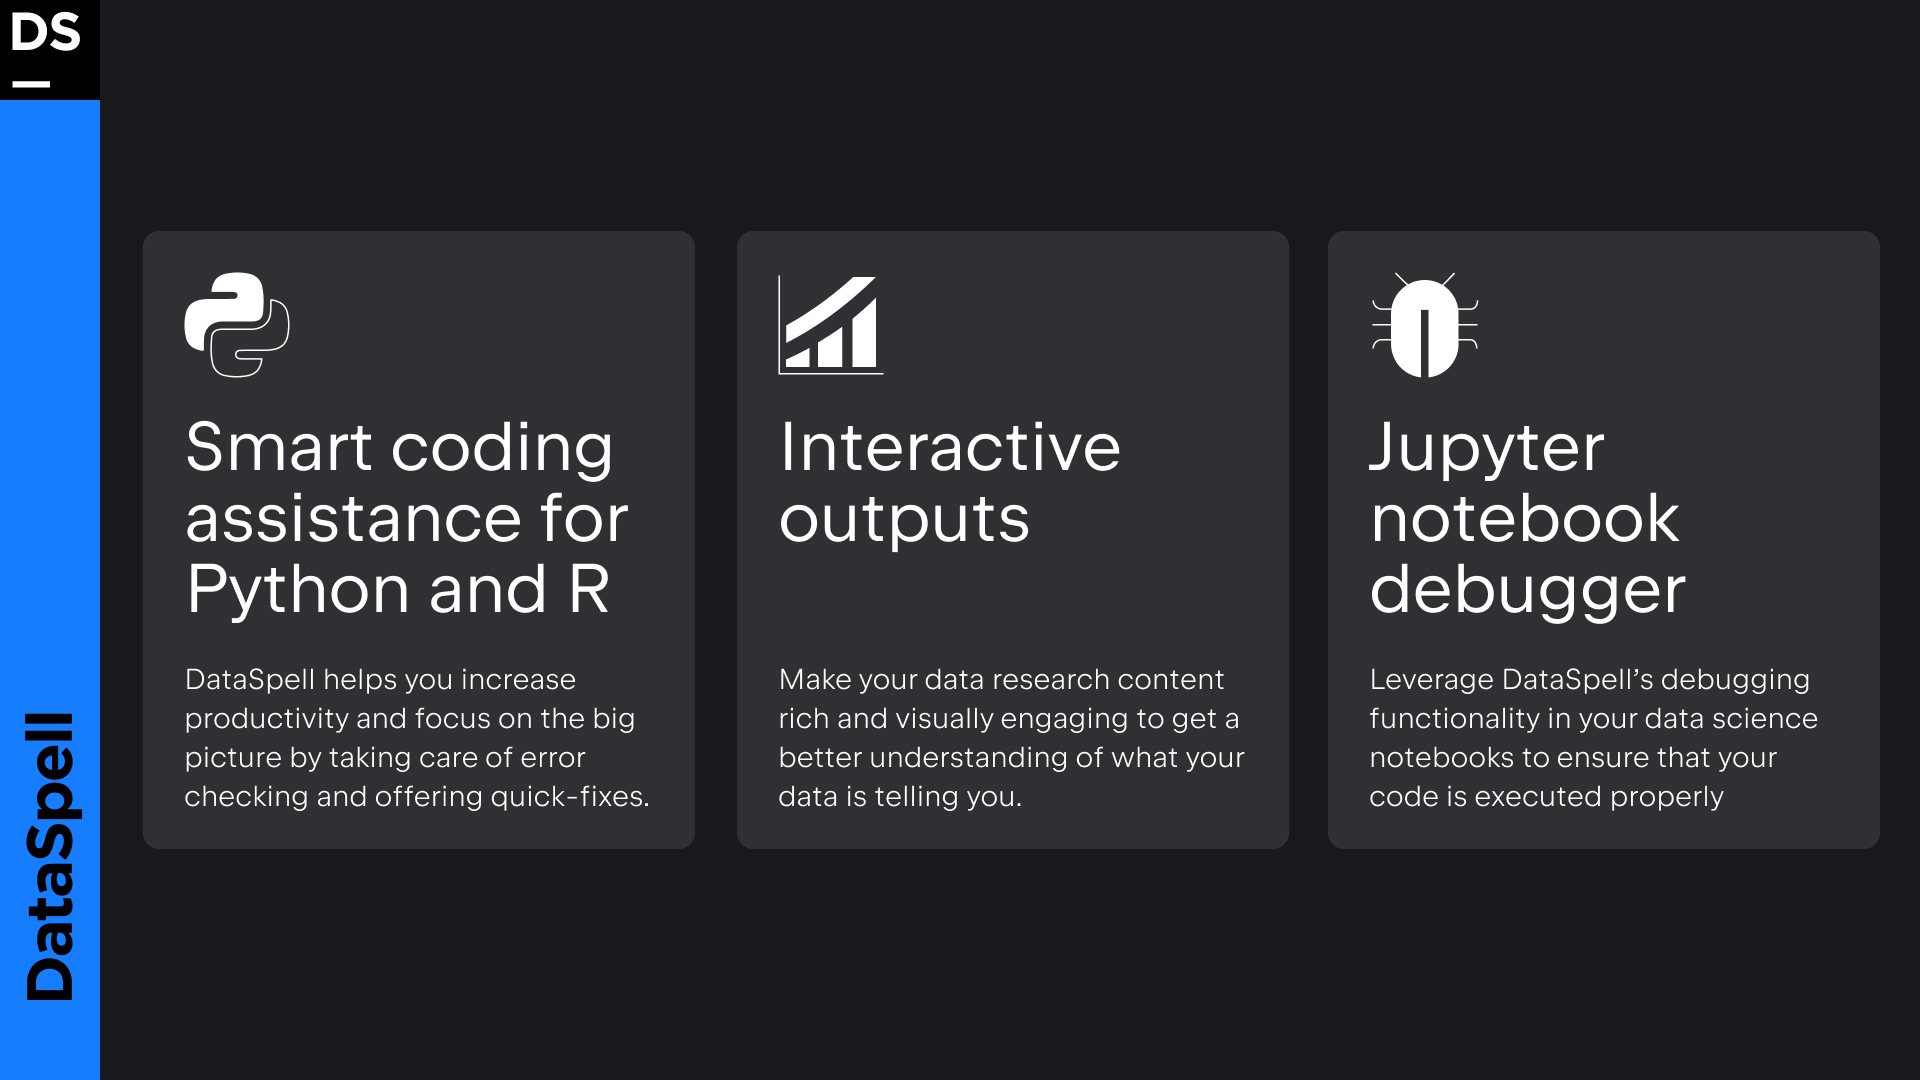 DS
DataSpell
Smart coding
assistance for
Python and R
DataSpell helps you increase
productivity and focus on the big
picture by taking care of error
checking and offering quick-fixes.
Interactive
outputs
Make your data research content
rich and visually engaging to get a
better understanding of what your
data is telling you.
Jupyter
notebook
debugger
Leverage DataSpell’s debugging
functionality in your data science
notebooks to ensure that your
code is executed properly